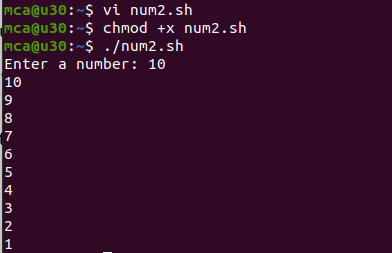 mca@u30:~$ vi num2.sh
mca@u30:~$ chmod +x num2.sh
mca@u30:~$ ./num2.sh
Enter a number: 10
10
9
8
7
6
5
4
3
2
1